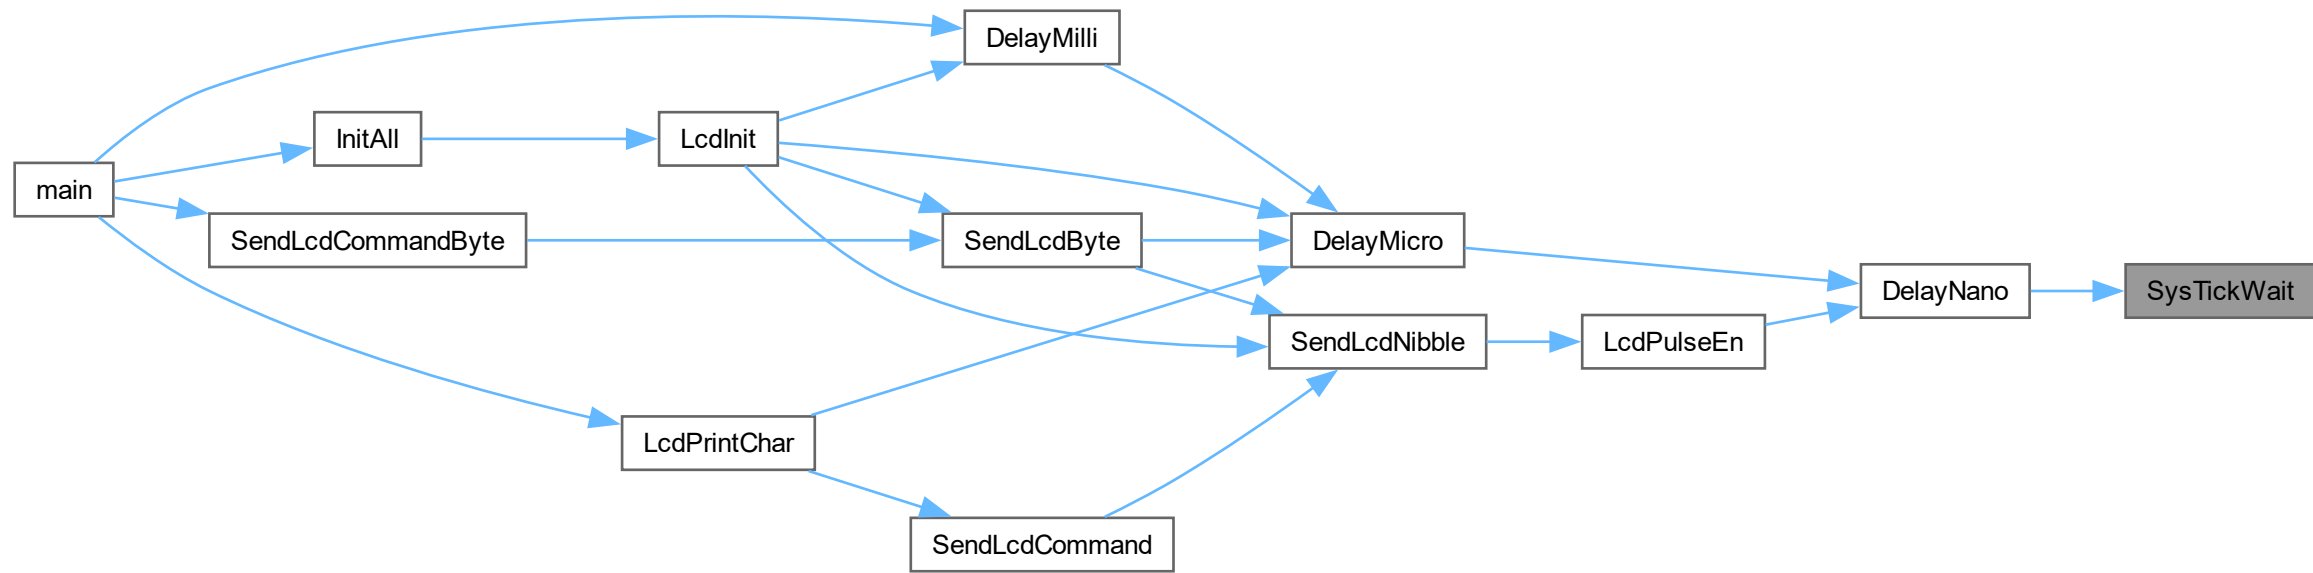 DelayMilli
InitAll
LcdInit
main
SendLcdCommandByte
SendLcdByte
DelayMicro
DelayNano
SysTickWait
SendLcdNibble
LcdPulseEn
LcdPrintChar
SendLcdCommand